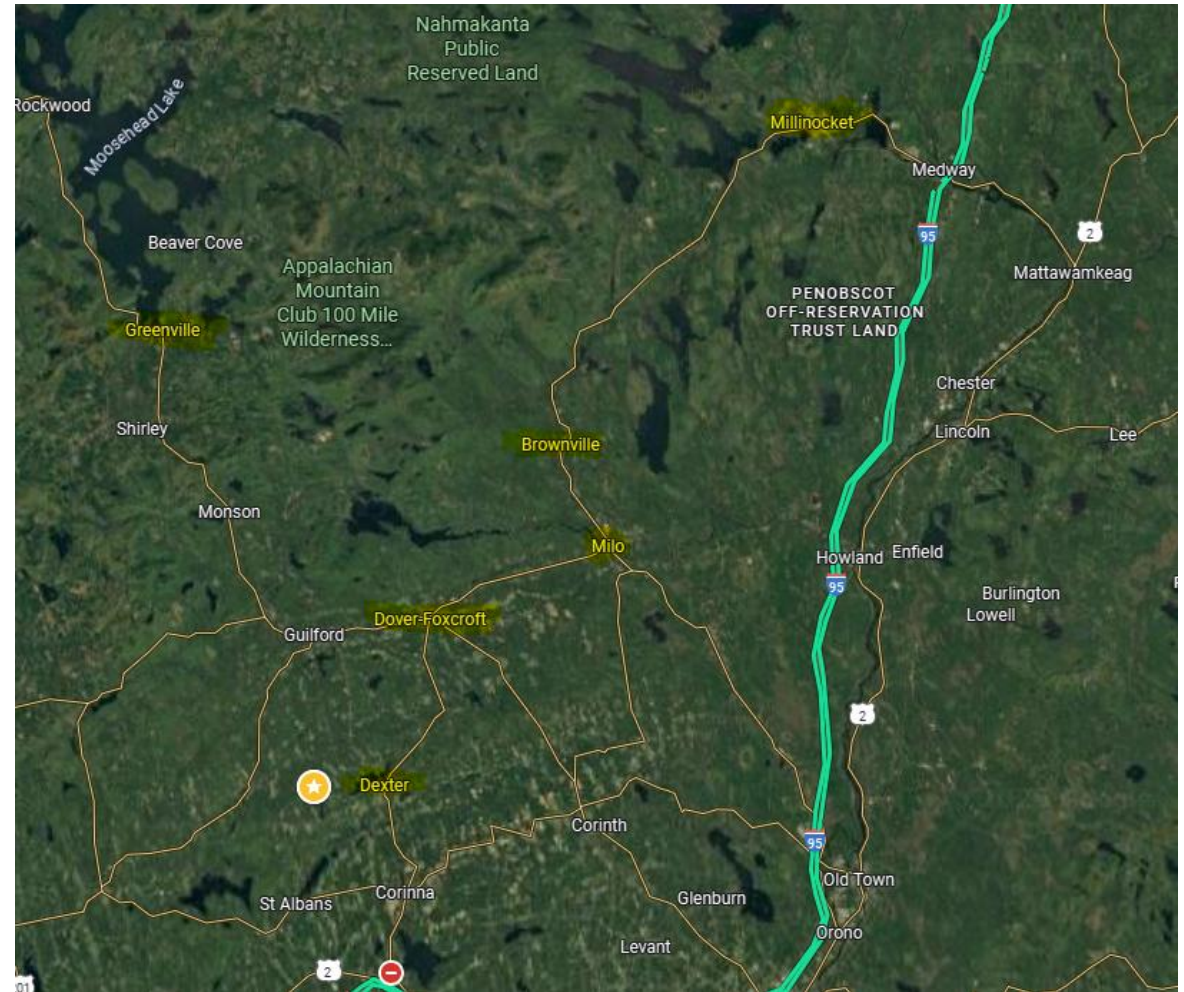 Nahmakanta
Public
Reserved Land
Rockwood
Moosehead Lake
Millinocket
Medway
95
2
Beaver Cove
Appalachian
Mountain
Club 100 Mile
Wilderness...
Mattawamkeag
PENOBSCOT
OFF-RESERVATION
TRUST LAND
Greenville
Chester
Shirley
Lincoln
Lee
Brownville
Monson
Milo
Howland
Enfield
95
Burlington
Lowell
Dover-Foxcroft
Guilford
2
Dexter
Corinth
95
Old Town
St Albans
Corinna
Glenburn
Orono
Levant
2